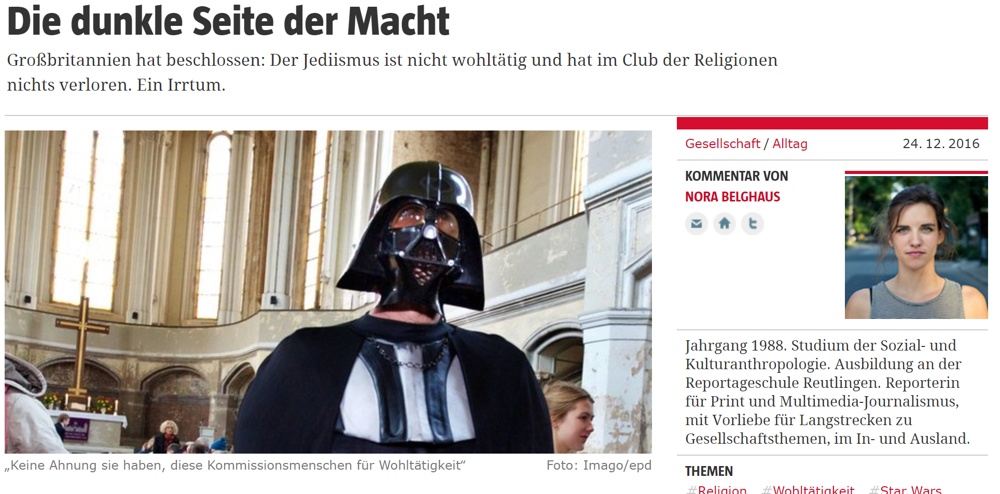 Die dunkle Seite der Macht
Großbritannien hat beschlossen: Der Jediismus ist nicht wohltätig und hat im Club der Religionen
nichts verloren. Ein Irrtum.
„Keine Ahnung sie haben, diese Kommissionsmenschen für Wohltätigkeit“
Foto: Imago/epd
Gesellschaft / Alltag
24. 12. 2016
KOMMENTAR VON
NORA BELGHAUS
Jahrgang 1988. Studium der Sozial- und
Kulturanthropologie. Ausbildung an der
Reportageschule Reutlingen. Reporterin
für Print und Multimedia-Journalismus,
mit Vorliebe für Langstrecken zu
Gesellschaftsthemen, im In- und Ausland.
THEMEN
#Religion #Wohltätigkeit #Star Wars